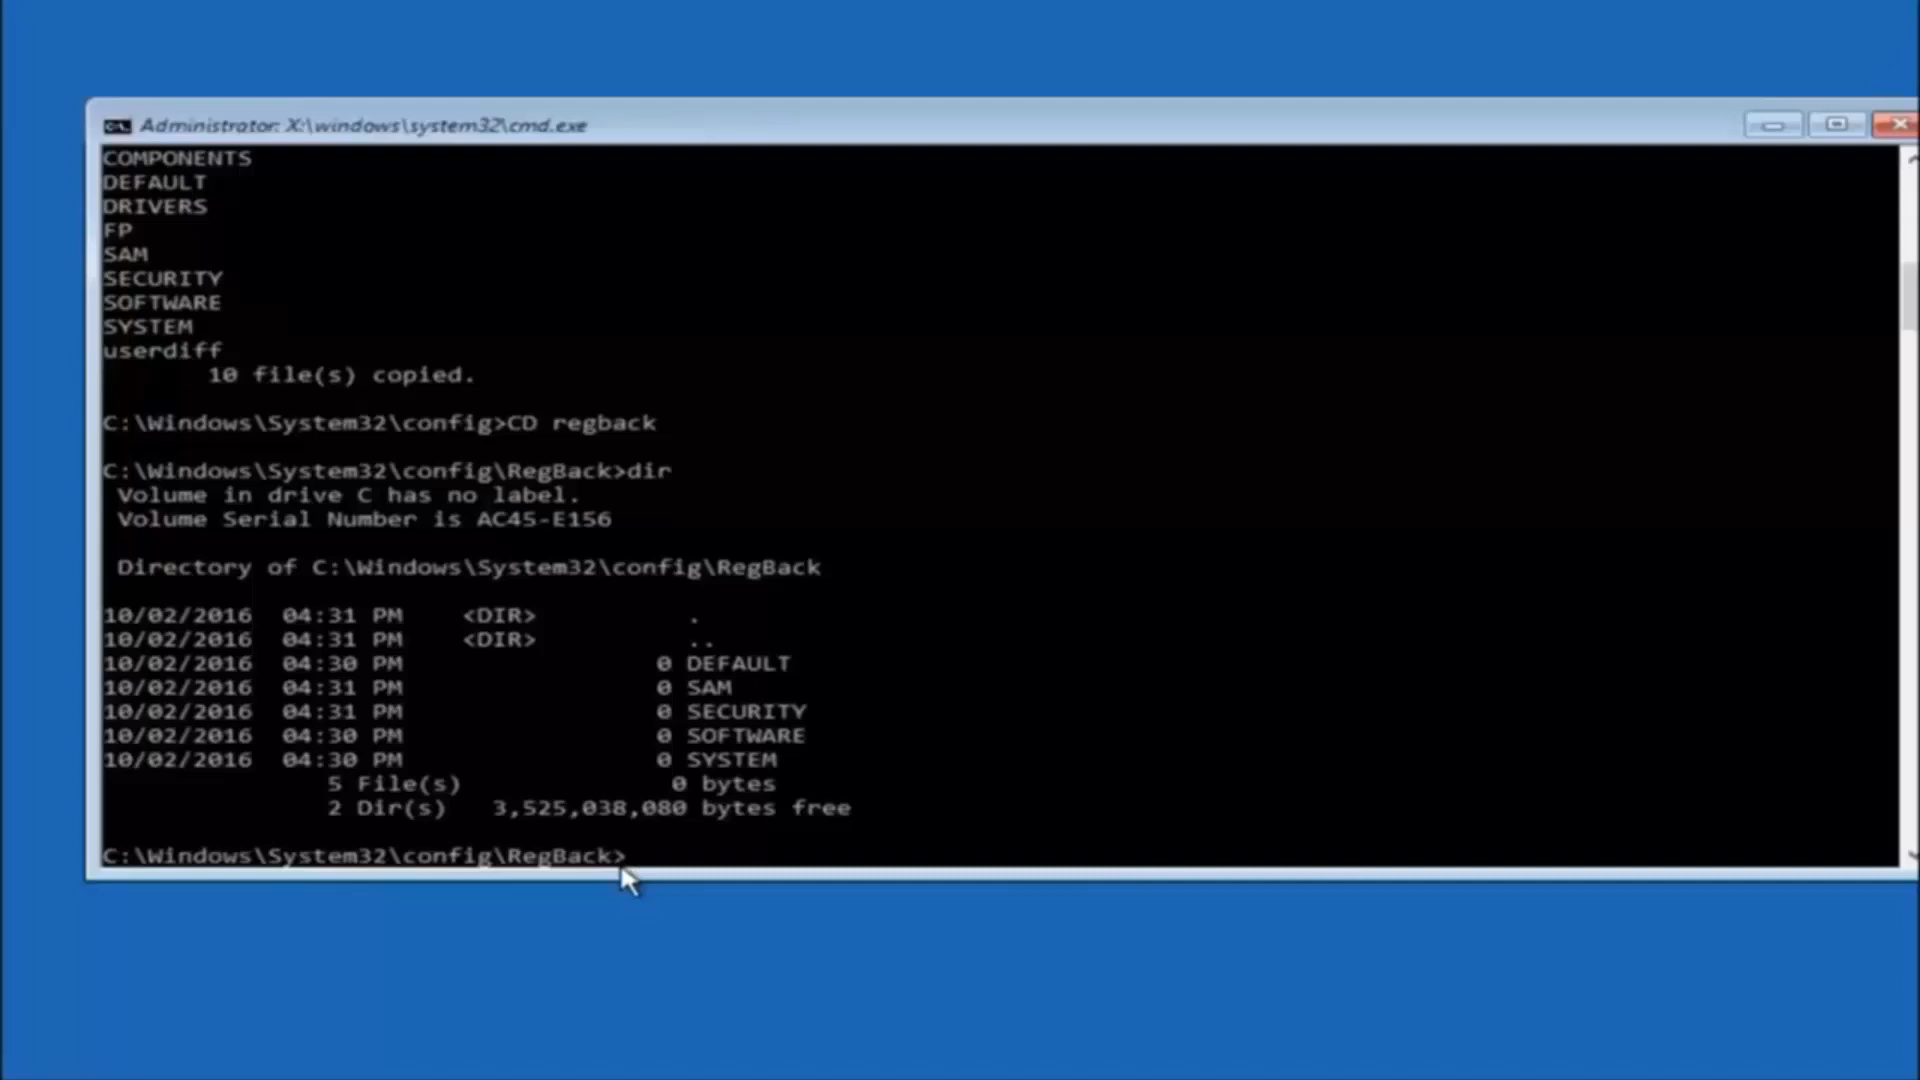 Administrator: X:\windows\system32\cmd.exe
COMPONENTS
DEFAULT
DRIVERS
FP
SAM
SECURITY
SOFTWARE
SYSTEM
userdiff
10 file(s) copied.
C:\Windows\System32\config>CD regback
C:\Windows\System32\config\RegBack>dir
Volume in drive C has no label.
Volume Serial Number is AC45-E156
Directory of C:\Windows\System32\config\RegBack
10/02/2016 04:31 PM <DIR> .
10/02/2016 04:31 PM <DIR> ..
10/02/2016 04:30 PM 0 DEFAULT
10/02/2016 04:31 PM 0 SAM
10/02/2016 04:31 PM 0 SECURITY
10/02/2016 04:30 PM 0 SOFTWARE
10/02/2016 04:30 PM 0 SYSTEM
5 File(s) 0 bytes
2 Dir(s) 3,525,038,080 bytes free
C:\Windows\System32\config\RegBack>